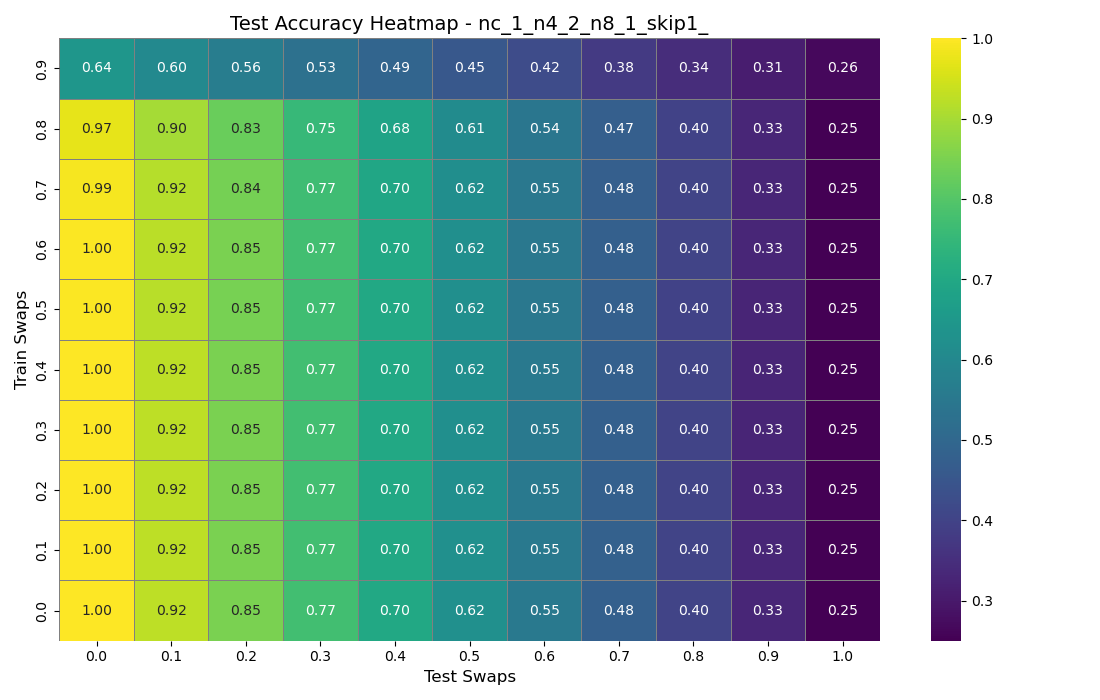 Test Accuracy Heatmap - nc_1_n4_2_n8_1_skip1_
Train Swaps
0.9 0.64 0.60 0.56 0.53 0.49 0.45 0.42 0.38 0.34 0.31 0.26
0.8 0.97 0.90 0.83 0.75 0.68 0.61 0.54 0.47 0.40 0.33 0.25
0.7 0.99 0.92 0.84 0.77 0.70 0.62 0.55 0.48 0.40 0.33 0.25
0.6 1.00 0.92 0.85 0.77 0.70 0.62 0.55 0.48 0.40 0.33 0.25
0.5 1.00 0.92 0.85 0.77 0.70 0.62 0.55 0.48 0.40 0.33 0.25
0.4 1.00 0.92 0.85 0.77 0.70 0.62 0.55 0.48 0.40 0.33 0.25
0.3 1.00 0.92 0.85 0.77 0.70 0.62 0.55 0.48 0.40 0.33 0.25
0.2 1.00 0.92 0.85 0.77 0.70 0.62 0.55 0.48 0.40 0.33 0.25
0.1 1.00 0.92 0.85 0.77 0.70 0.62 0.55 0.48 0.40 0.33 0.25
0.0 1.00 0.92 0.85 0.77 0.70 0.62 0.55 0.48 0.40 0.33 0.25
0.0 0.1 0.2 0.3 0.4 0.5 0.6 0.7 0.8 0.9 1.0
Test Swaps
1.0
0.9
0.8
0.7
0.6
0.5
0.4
0.3